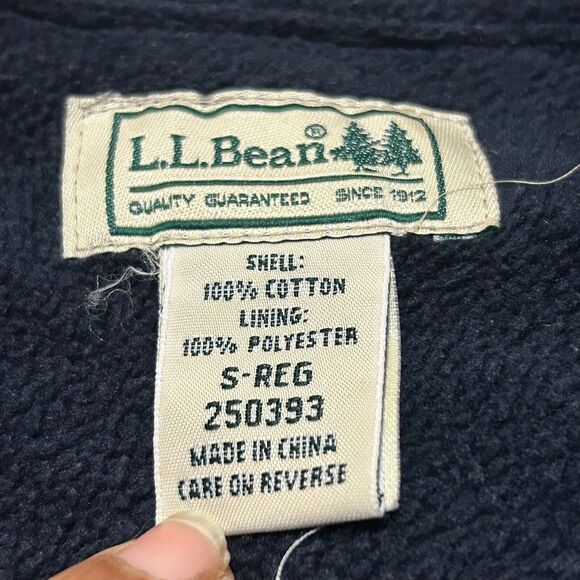 L.L.Bean®
QUALITY GUARANTEED SINCE 1912
SHELL:
100% COTTON
LINING:
100% POLYESTER
S-REG
250393
MADE IN CHINA
CARE ON REVERSE